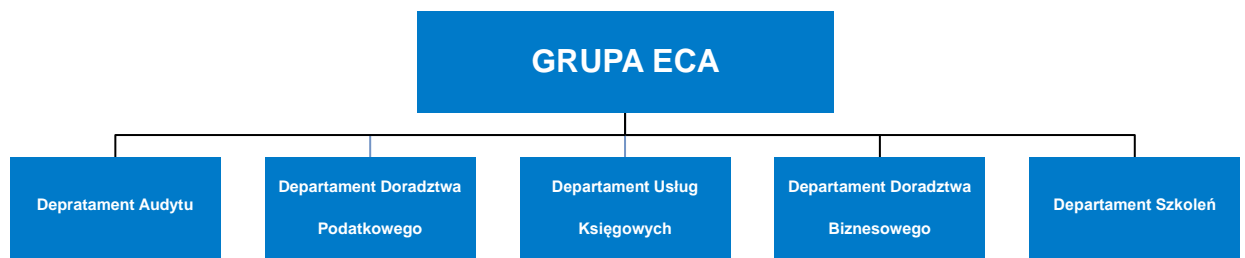 GRUPA ECA
Depratament Audytu
Departament Doradztwa
Podatkowego
Departament Usług
Księgowych
Departament Doradztwa
Biznesowego
Departament Szkoleń